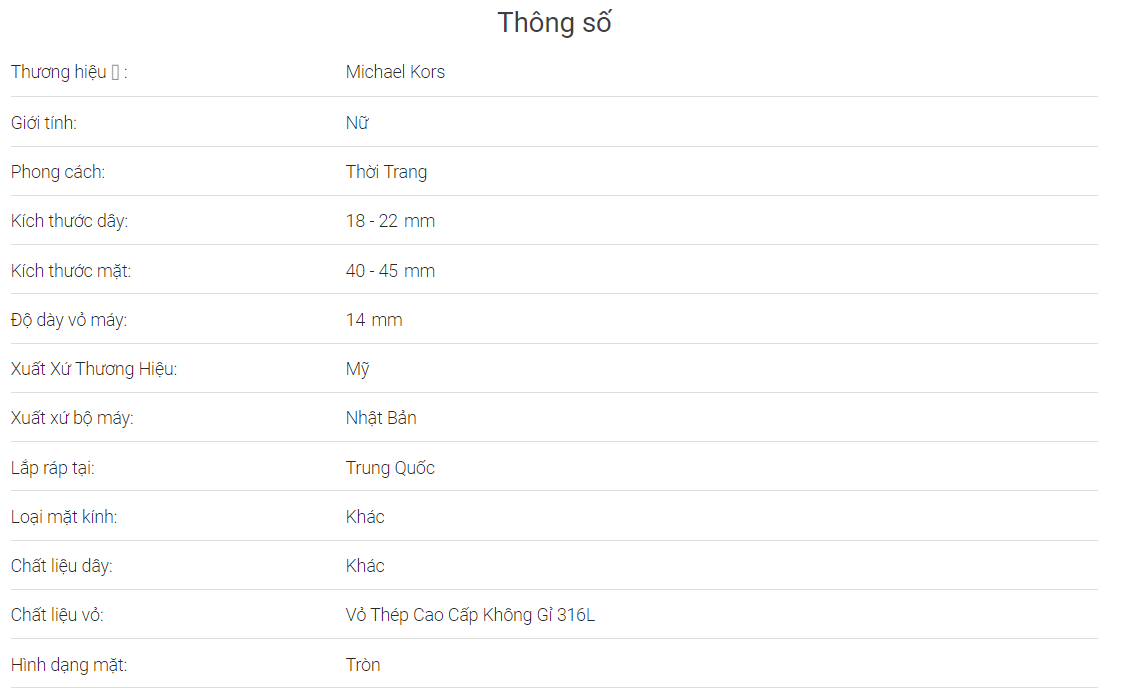 Thông số
Thương hiệu : Michael Kors
Giới tính: Nữ
Phong cách: Thời Trang
Kích thước dây: 18 - 22 mm
Kích thước mặt: 40 - 45 mm
Độ dày vỏ máy: 14 mm
Xuất Xứ Thương Hiệu: Mỹ
Xuất xứ bộ máy: Nhật Bản
Lắp ráp tại: Trung Quốc
Loại mặt kính: Khác
Chất liệu dây: Khác
Chất liệu vỏ: Vỏ Thép Cao Cấp Không Gỉ 316L
Hình dạng mặt: Tròn